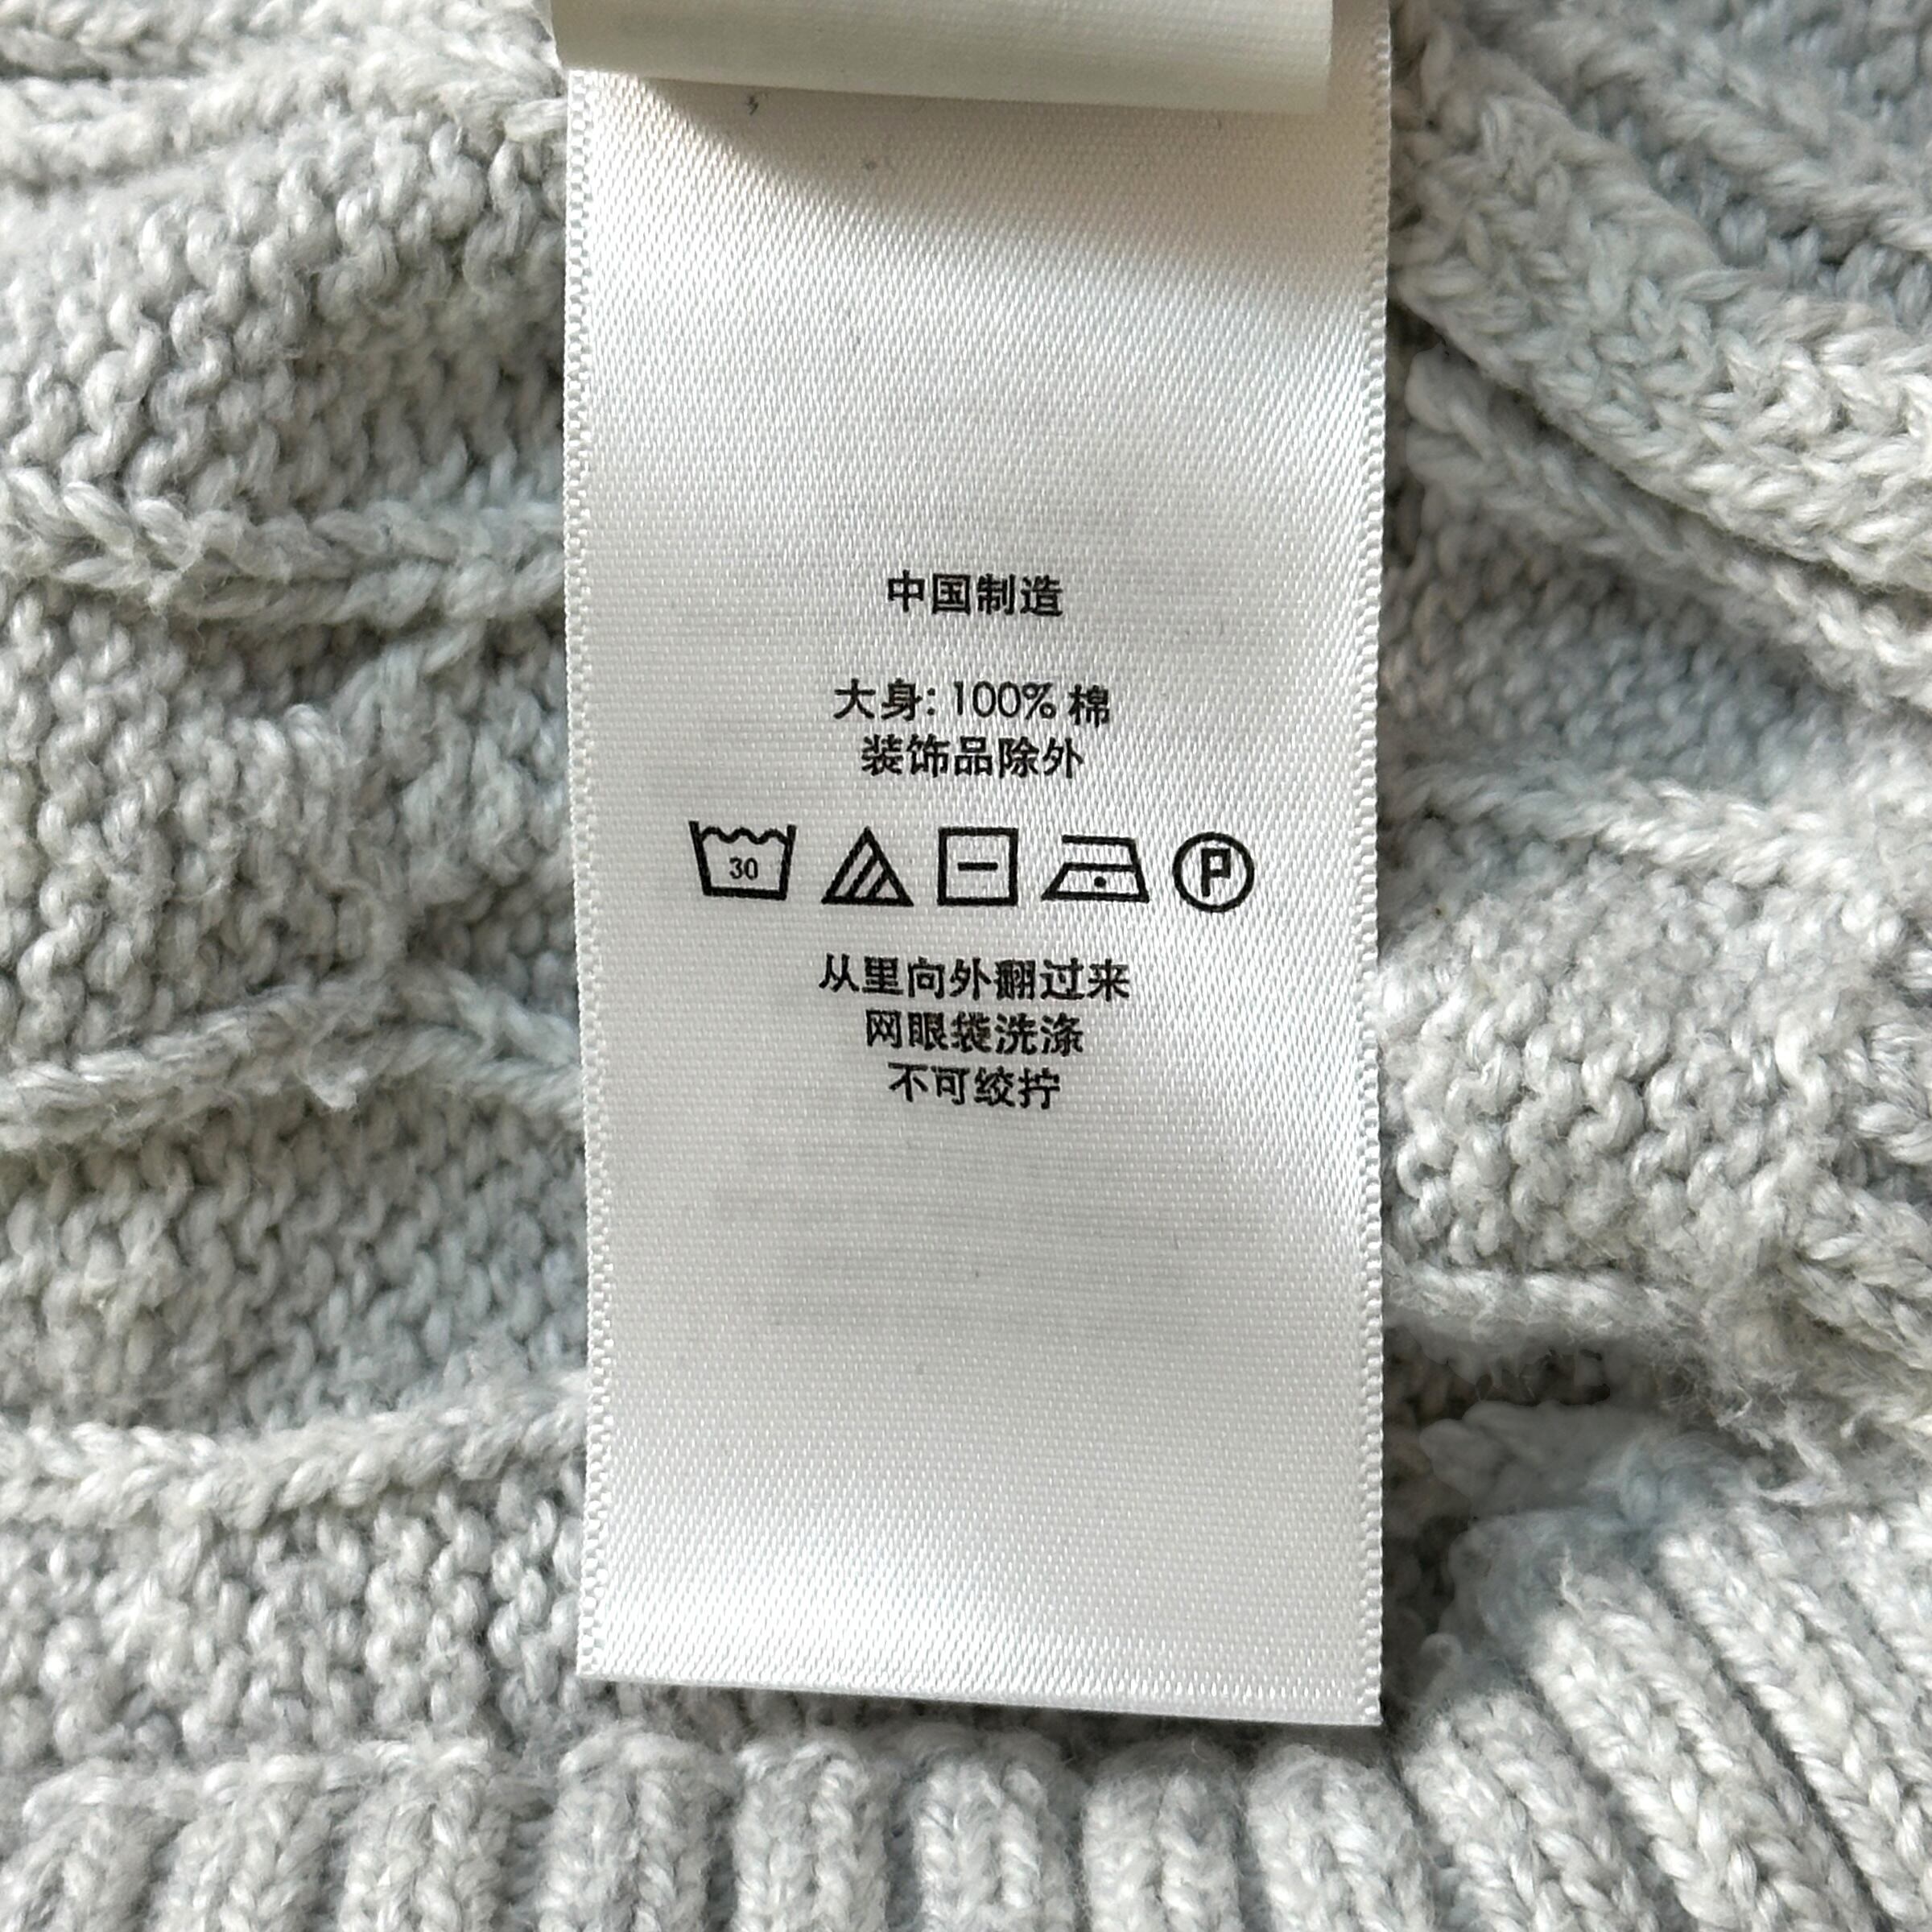 中国制造
大身: 100% 棉
装饰品除外
30
P
从里向外翻过来
网眼袋洗涤
不可绞拧